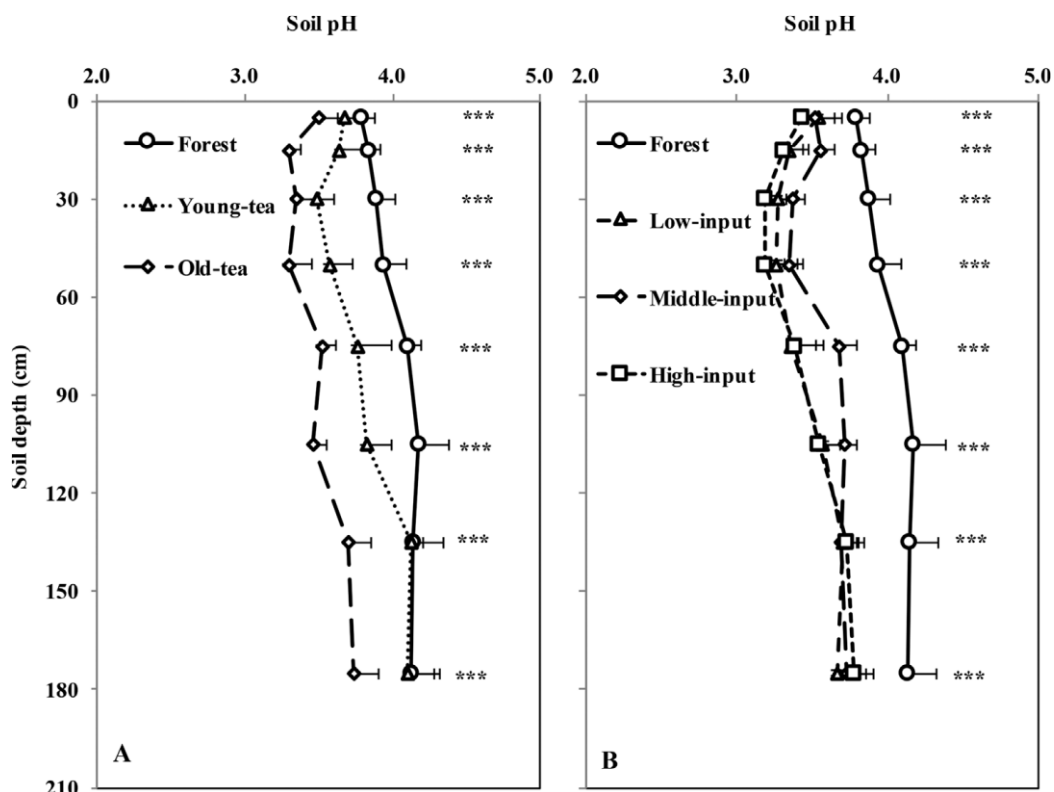 Soil pH
2.0 3.0 4.0 5.0
0
30
60
90
120
150
180
210
Soil depth (cm)
Forest
Young-tea
Old-tea
***
***
***
***
***
***
***
***
A
Soil pH
2.0 3.0 4.0 5.0
Forest
Low-input
Middle-input
High-input
***
***
***
***
***
***
***
***
B